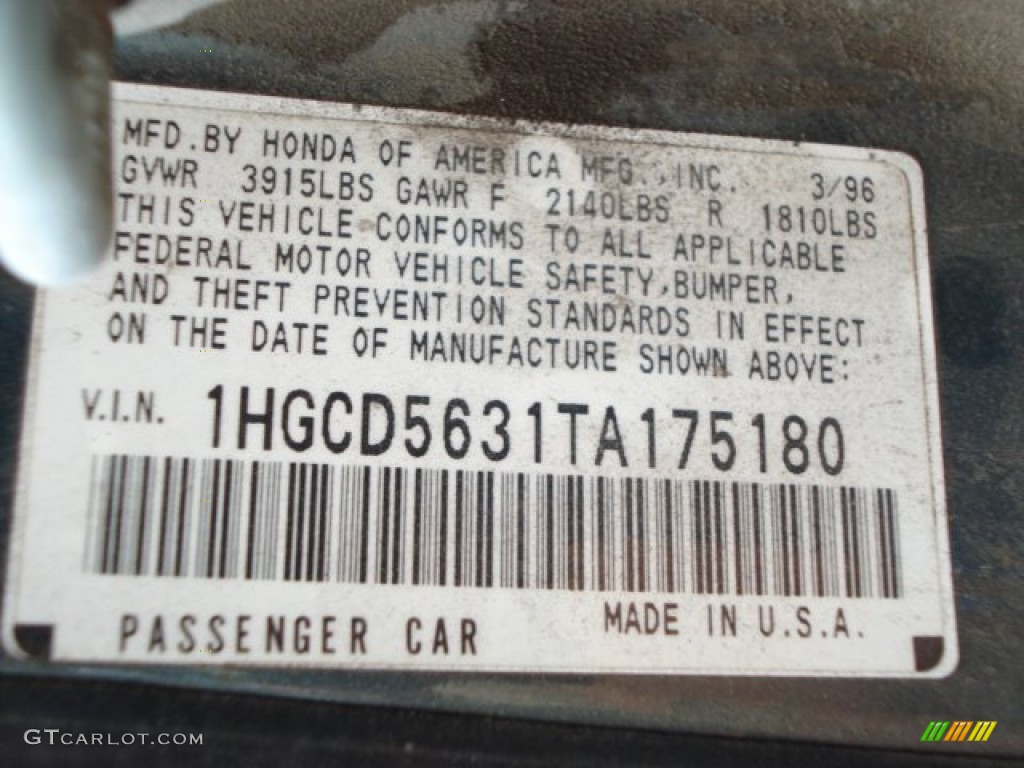 MFD.BY HONDA OF AMERICA MFG.,INC. 3/96
GVWR 3915LBS GAWR F 2140LBS R 1810LBS
THIS VEHICLE CONFORMS TO ALL APPLICABLE
FEDERAL MOTOR VEHICLE SAFETY,BUMPER,
AND THEFT PREVENTION STANDARDS IN EFFECT
ON THE DATE OF MANUFACTURE SHOWN ABOVE:
V.I.N. 1HGCD5631TA175180
PASSENGER CAR MADE IN U.S.A.
GTCARLOT.COM